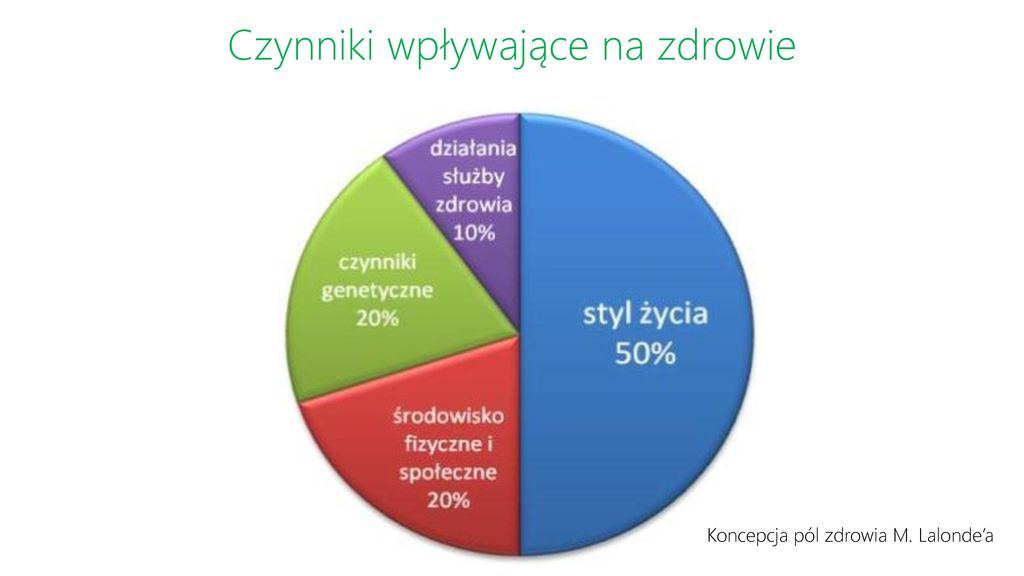 Czynniki wpływające na zdrowie
działania
służby
zdrowia
10%
czynniki
genetyczne
20%
styl życia
50%
środowisko
fizyczne i
społeczne
20%
Koncepcja pól zdrowia M. Lalonde’a